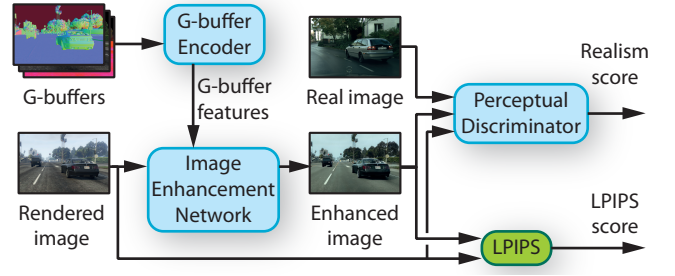 G-buffer
Encoder
G-buffers
G-buffer
features
Real image
Realism
score
Perceptual
Discriminator
Image
Enhancement
Network
Rendered
image
Enhanced
image
LPIPS
LPIPS
score